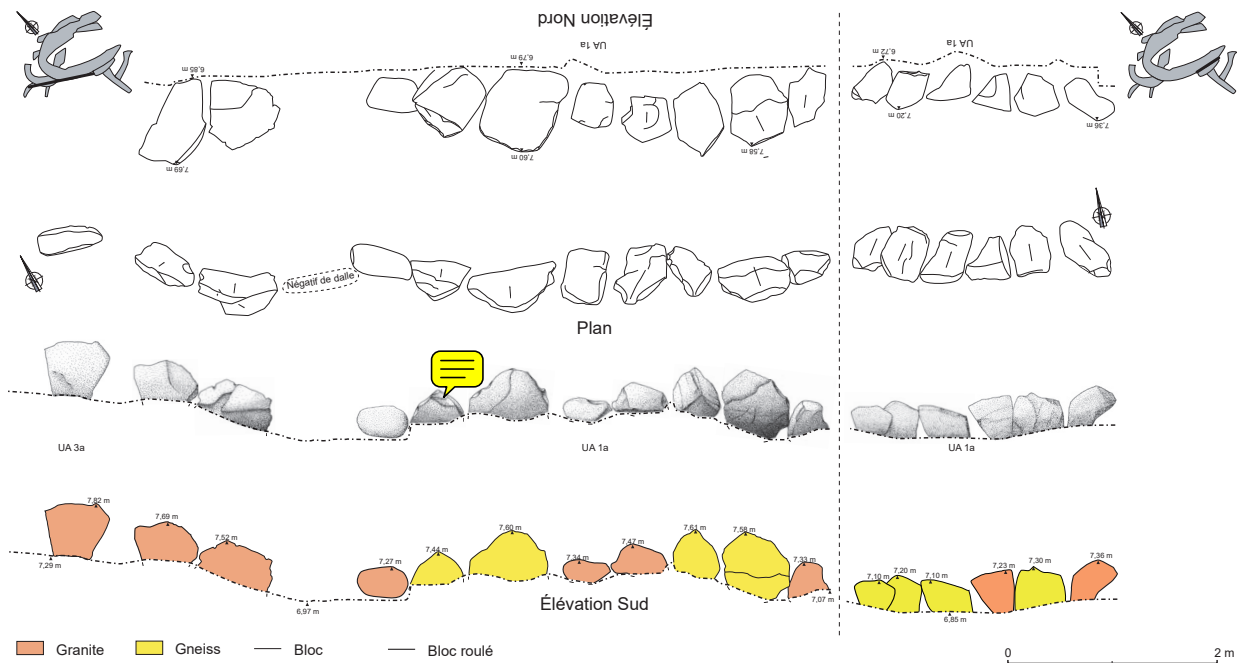 Élévation Nord
UA 1a
UA 1a
6,85 m
6,79 m
6,72 m
7,69 m
7,60 m
7,58 m
7,20 m
7,36 m
Négatif de dalle
Plan
UA 3a
UA 1a
UA 1a
7,82 m
7,69 m
7,52 m
7,27 m
7,44 m
7,60 m
7,34 m
7,47 m
7,61 m
7,58 m
7,33 m
7,10 m
7,20 m
7,10 m
7,23 m
7,30 m
7,36 m
7,29 m
6,97 m
7,07 m
6,85 m
Élévation Sud
Granite
Gneiss
Bloc
Bloc roulé
0
2 m